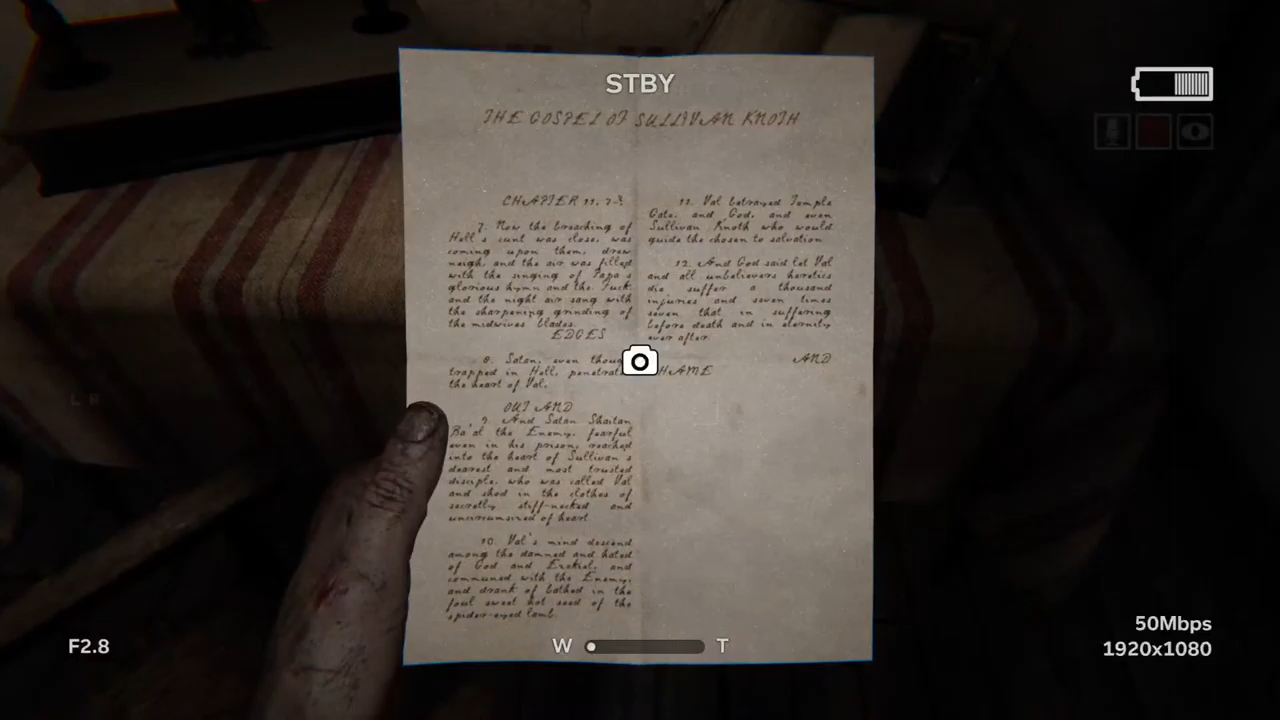 STBY
THE GOSPEL OF SULLIVAN KNOTH
CHAPTER 11. 7-
7. Now the breaching of
Hell's cunt was close, was
coming upon them, drew
neigh, and the air was filled
with the singing of Papa's
glorious hymn and the. Fuck.
and the night air sang with
the sharpening grinding of
the midwives blades.
EDGES
8. Satan, even though
trapped in Hell, penetrate
the heart of Val.
OUT AND
9. And Satan Shaitan
Ba'al the Enemy, fearful
even in his prison, reached
into the heart of Sullivan's
dearest and most trusted
disciple, who was called Val
and shod in the clothes of
secretly stiff-necked and
uncircumsized of heart
10. Val's mind descend
among the damned and hated
of God and Ezekiel, and
communed with the Enemy,
and drank of bathed in the
foul sweet hot seed of the
spider-eyed lamb.
11. Val betrayed Temple
Gate, and God, and even
Sullivan Knoth who would
guide the chosen to salvation
12. And God said let Val
and all unbelievers heretics
die suffer a thousand
injuries and seven times
seven that in suffering
before death and in eternity
ever after.
AND
HAME
F2.8
W T
50Mbps
1920x1080